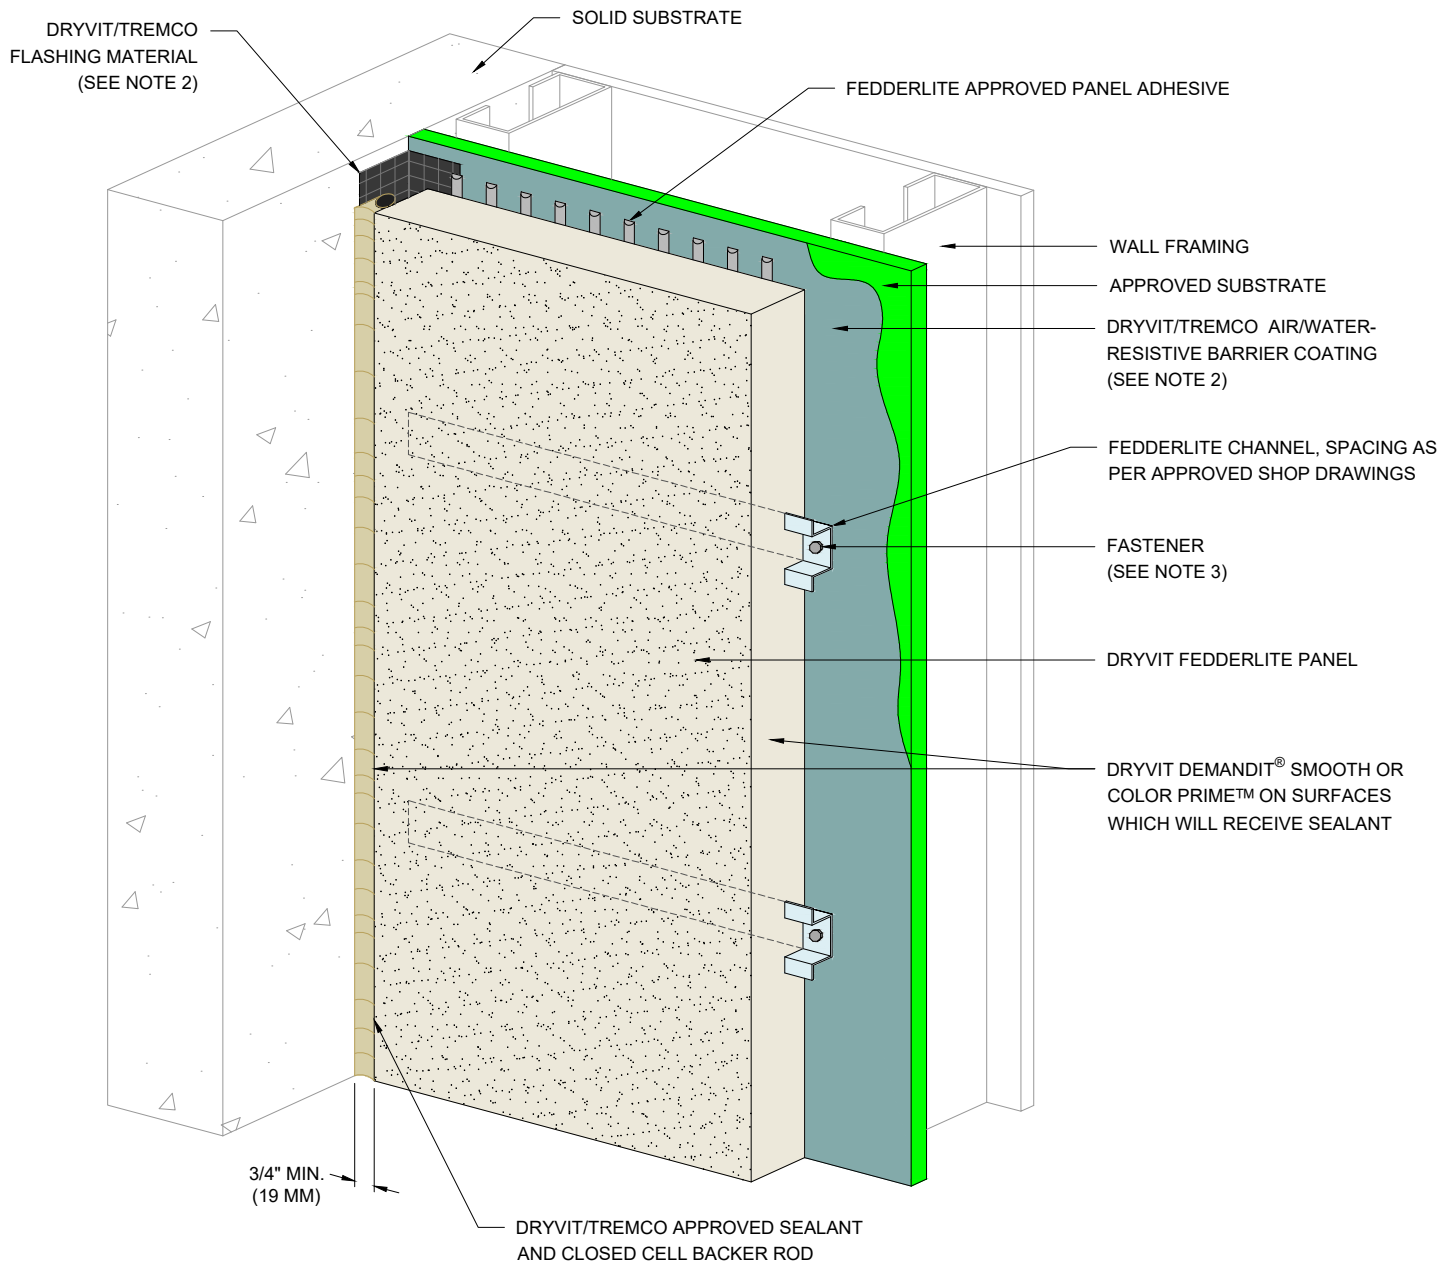 DRYVIT/TREMCO
FLASHING MATERIAL
(SEE NOTE 2)
SOLID SUBSTRATE
FEDDERLITE APPROVED PANEL ADHESIVE
WALL FRAMING
APPROVED SUBSTRATE
DRYVIT/TREMCO AIR/WATER-
RESISTIVE BARRIER COATING
(SEE NOTE 2)
FEDDERLITE CHANNEL, SPACING AS
PER APPROVED SHOP DRAWINGS
FASTENER
(SEE NOTE 3)
DRYVIT FEDDERLITE PANEL
DRYVIT DEMANDIT® SMOOTH OR
COLOR PRIME™ ON SURFACES
WHICH WILL RECEIVE SEALANT
3/4" MIN.
(19 MM)
DRYVIT/TREMCO APPROVED SEALANT
AND CLOSED CELL BACKER ROD